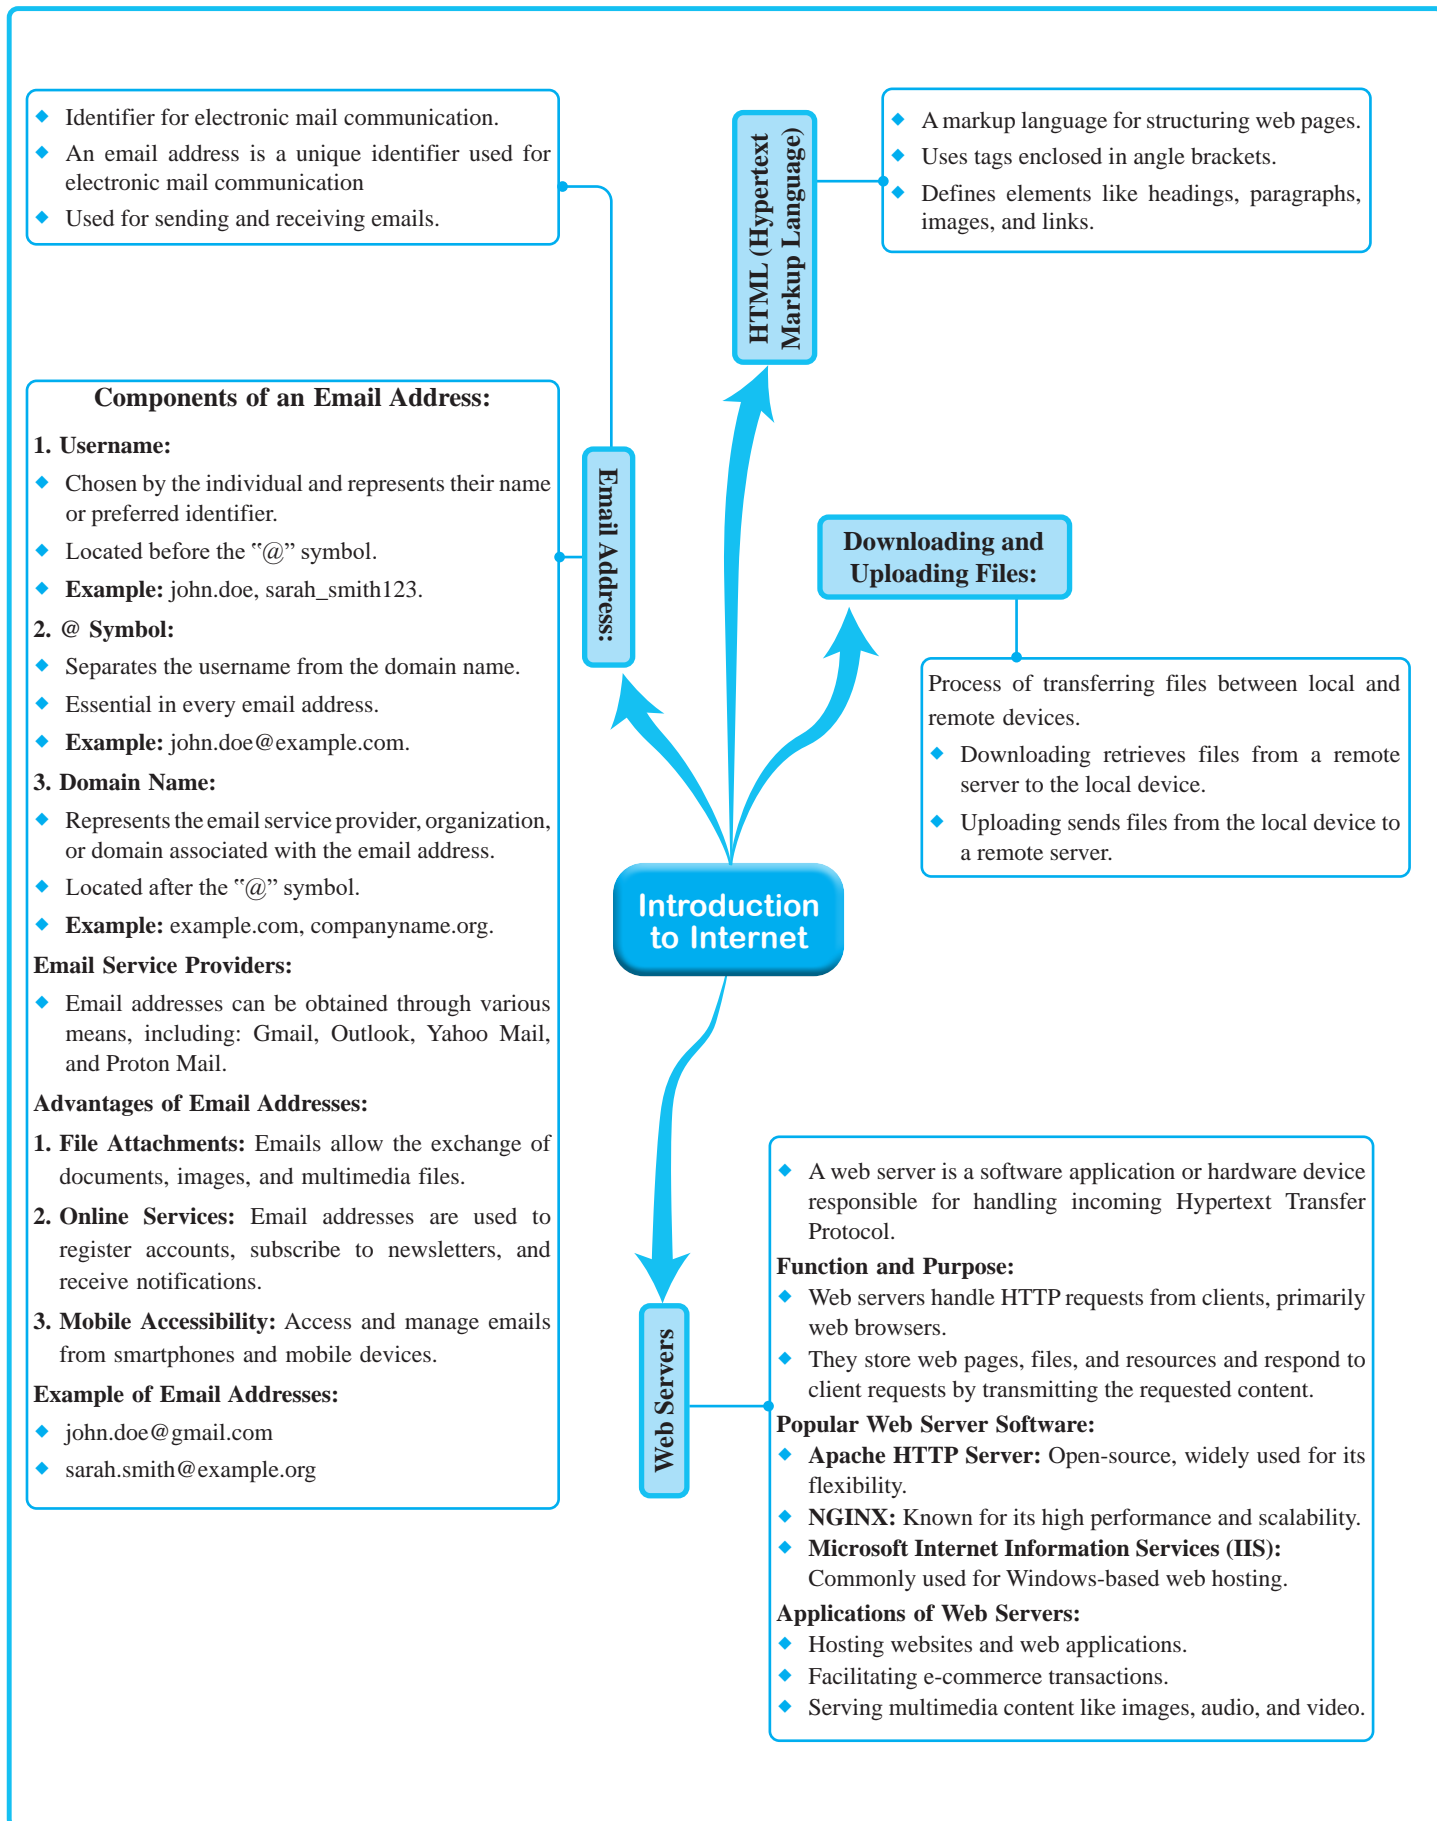 Identifier for electronic mail communication.
An email address is a unique identifier used for
electronic mail communication
Used for sending and receiving emails.
HTML (Hypertext
Markup Language)
A markup language for structuring web pages.
Uses tags enclosed in angle brackets.
Defines elements like headings, paragraphs,
images, and links.
Components of an Email Address:
1. Username:
Chosen by the individual and represents their name
or preferred identifier.
Located before the “@” symbol.
Example: john.doe, sarah_smith123.
2. @ Symbol:
Separates the username from the domain name.
Essential in every email address.
Example: john.doe@example.com.
3. Domain Name:
Represents the email service provider, organization,
or domain associated with the email address.
Located after the “@” symbol.
Example: example.com, companyname.org.
Email Service Providers:
Email addresses can be obtained through various
means, including: Gmail, Outlook, Yahoo Mail,
and Proton Mail.
Advantages of Email Addresses:
1. File Attachments: Emails allow the exchange of
documents, images, and multimedia files.
2. Online Services: Email addresses are used to
register accounts, subscribe to newsletters, and
receive notifications.
3. Mobile Accessibility: Access and manage emails
from smartphones and mobile devices.
Example of Email Addresses:
john.doe@gmail.com
sarah.smith@example.org
Email Address:
Downloading and
Uploading Files:
Process of transferring files between local and
remote devices.
Downloading retrieves files from a remote
server to the local device.
Uploading sends files from the local device to
a remote server.
Introduction
to Internet
Web Servers
A web server is a software application or hardware device
responsible for handling incoming Hypertext Transfer
Protocol.
Function and Purpose:
Web servers handle HTTP requests from clients, primarily
web browsers.
They store web pages, files, and resources and respond to
client requests by transmitting the requested content.
Popular Web Server Software:
Apache HTTP Server: Open-source, widely used for its
flexibility.
NGINX: Known for its high performance and scalability.
Microsoft Internet Information Services (IIS):
Commonly used for Windows-based web hosting.
Applications of Web Servers:
Hosting websites and web applications.
Facilitating e-commerce transactions.
Serving multimedia content like images, audio, and video.